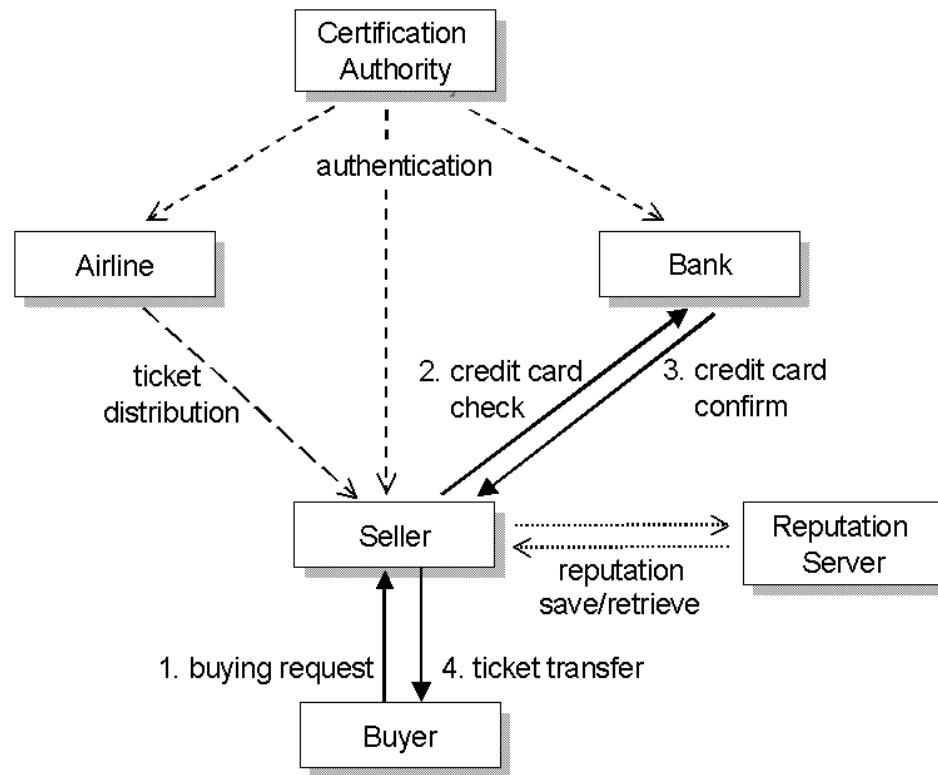 Certification
Authority
authentication
Airline
Bank
ticket
distribution
2. credit card
check
3. credit card
confirm
Seller
Reputation
Server
reputation
save/retrieve
1. buying request
4. ticket transfer
Buyer